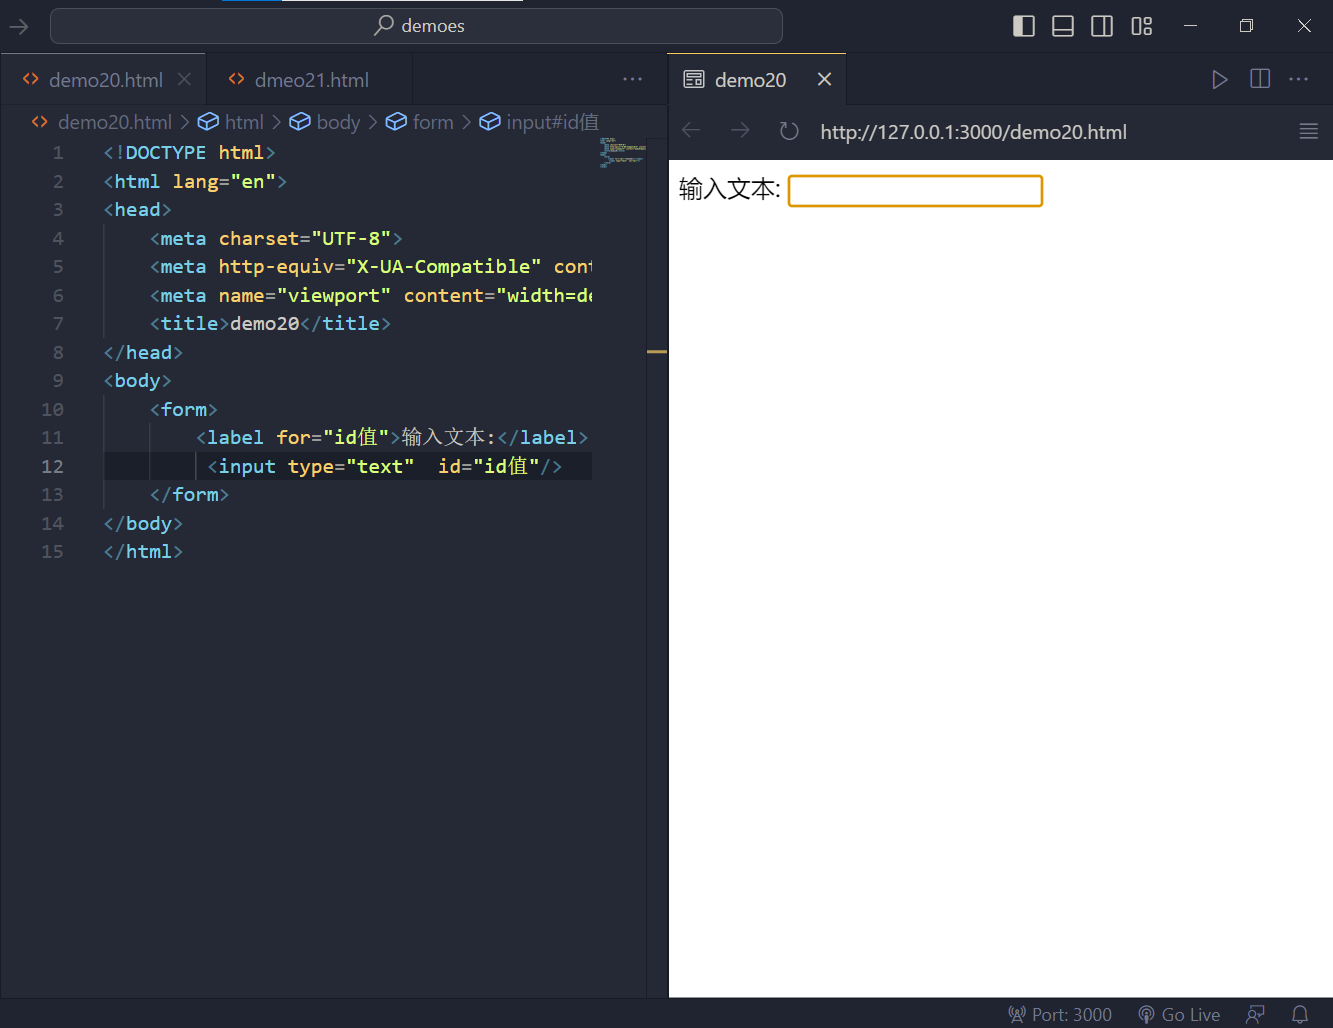 demoes
demo20.html
dmeo21.html
demo20.html > html > body > form > input#id值
1 <!DOCTYPE html>
2 <html lang="en">
3 <head>
4 <meta charset="UTF-8">
5 <meta http-equiv="X-UA-Compatible" cont
6 <meta name="viewport" content="width=de
7 <title>demo20</title>
8 </head>
9 <body>
10 <form>
11 <label for="id值">输入文本:</label>
12 <input type="text"  id="id值"/>
13 </form>
14 </body>
15 </html>
demo20
http://127.0.0.1:3000/demo20.html
输入文本:
Port: 3000
Go Live